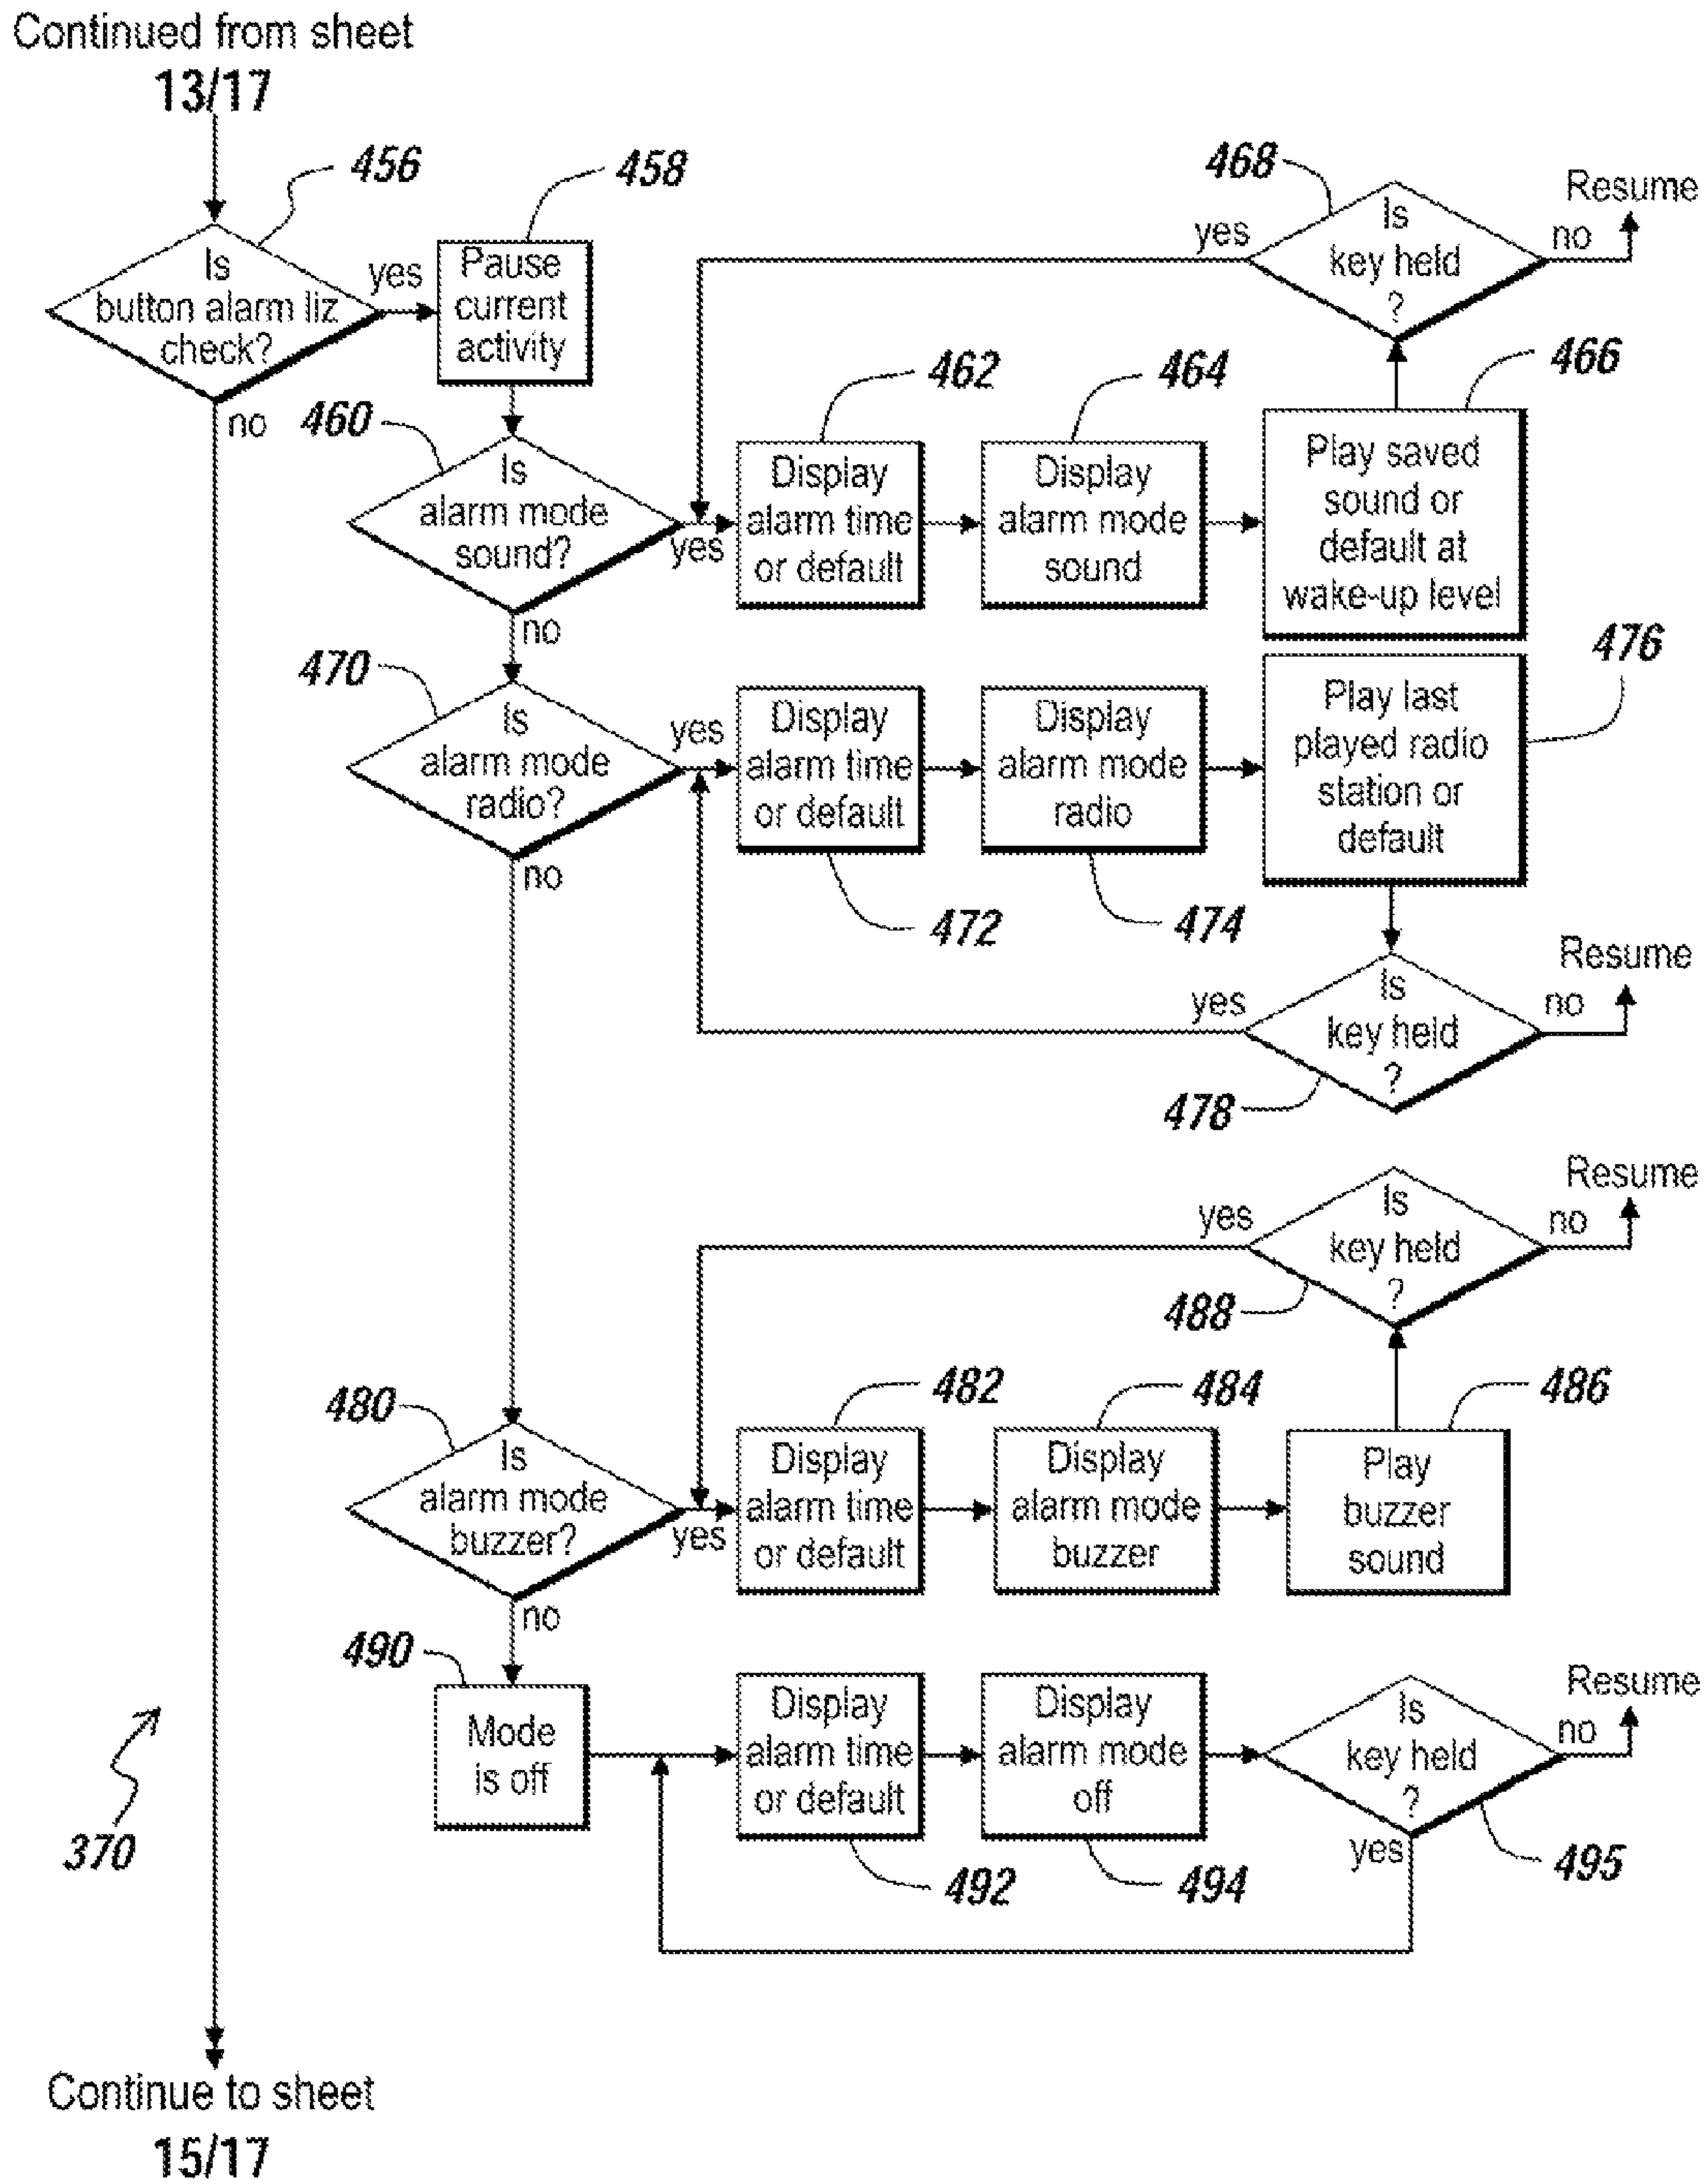 Continued from sheet
13/17
456
458
468
Resume
Is
button alarm liz
check?
yes
no
Pause
current
activity
yes
Is
key held
?
no
460
462
464
466
Is
alarm mode
sound?
yes
no
Display
alarm time
or default
Display
alarm mode
sound
Play saved
sound or
default at
wake-up level
470
476
Is
alarm mode
radio?
yes
no
Display
alarm time
or default
Display
alarm mode
radio
Play last
played radio
station or
default
472
474
Resume
yes
Is
key held
?
no
478
Resume
yes
Is
key held
?
no
488
480
482
484
486
Is
alarm mode
buzzer?
yes
no
Display
alarm time
or default
Display
alarm mode
buzzer
Play
buzzer
sound
490
Mode
is off
Display
alarm time
or default
Display
alarm mode
off
Is
key held
?
no
Resume
yes
370
492
494
495
Continue to sheet
15/17